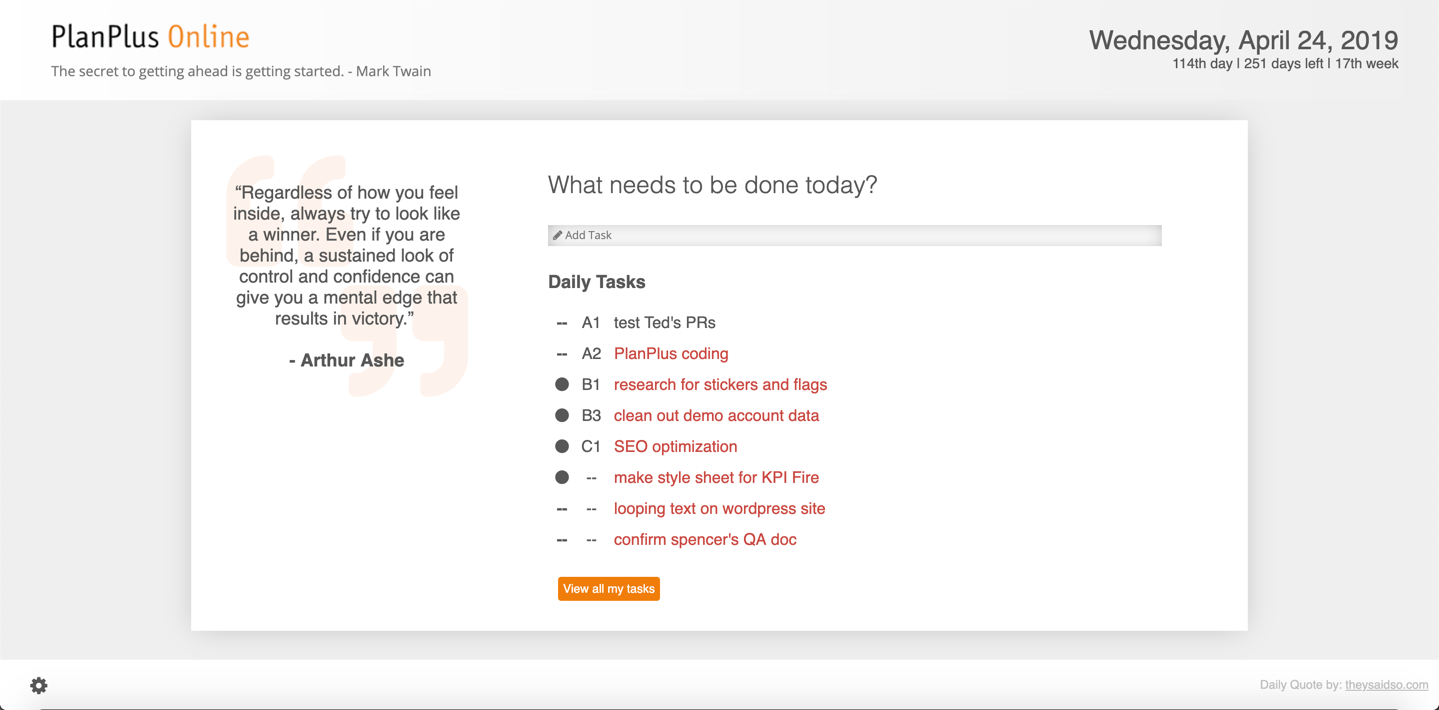 PlanPlus Online
The secret to getting ahead is getting started. - Mark Twain
Wednesday, April 24, 2019
114th day | 251 days left | 17th week
“Regardless of how you feel
inside, always try to look like
a winner. Even if you are
behind, a sustained look of
control and confidence can
give you a mental edge that
results in victory.”
- Arthur Ashe
What needs to be done today?
Add Task
Daily Tasks
-- A1 test Ted's PRs
-- A2 PlanPlus coding
B1 research for stickers and flags
B3 clean out demo account data
C1 SEO optimization
-- make style sheet for KPI Fire
-- -- looping text on wordpress site
-- -- confirm spencer's QA doc
View all my tasks
Daily Quote by: theysaidso.com